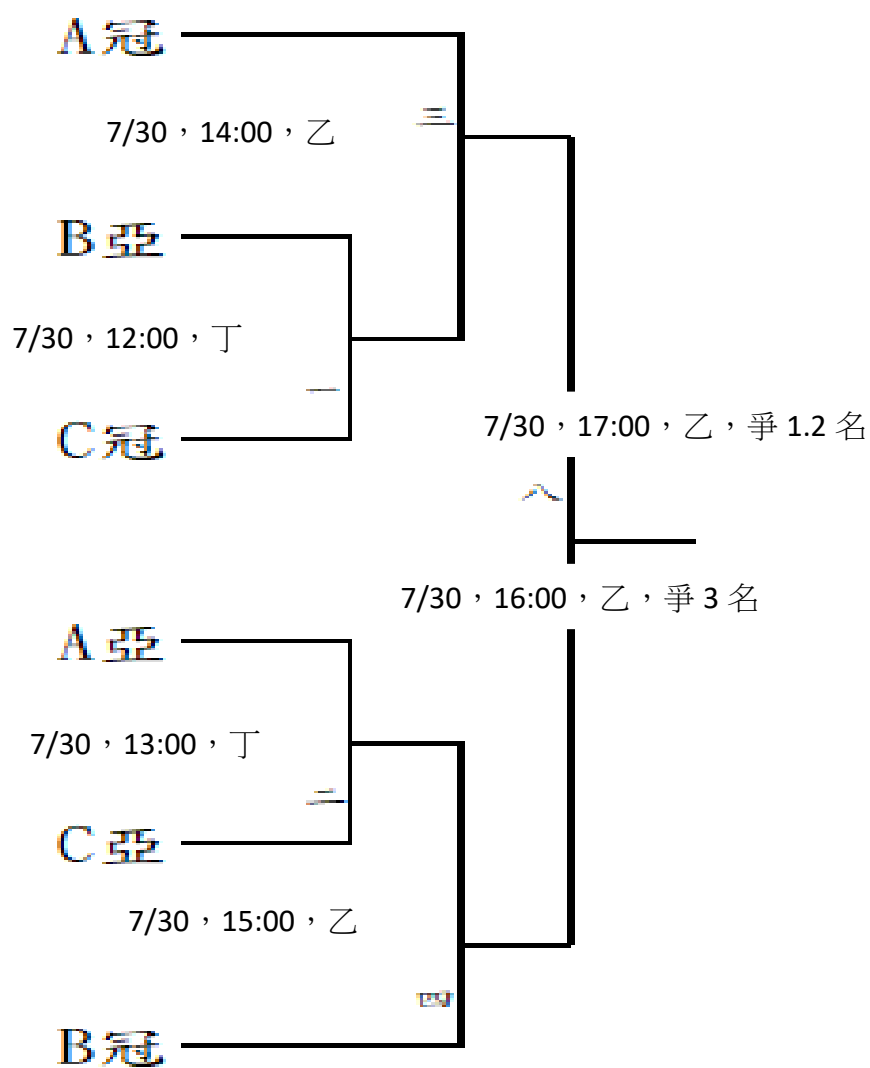 A冠
三
7/30，14:00，乙
B亞
7/30，12:00，丁
一
C冠
7/30，17:00，乙，爭 1.2 名
八
7/30，16:00，乙，爭 3 名
A亞
7/30，13:00，丁
二
C亞
7/30，15:00，乙
四
B冠